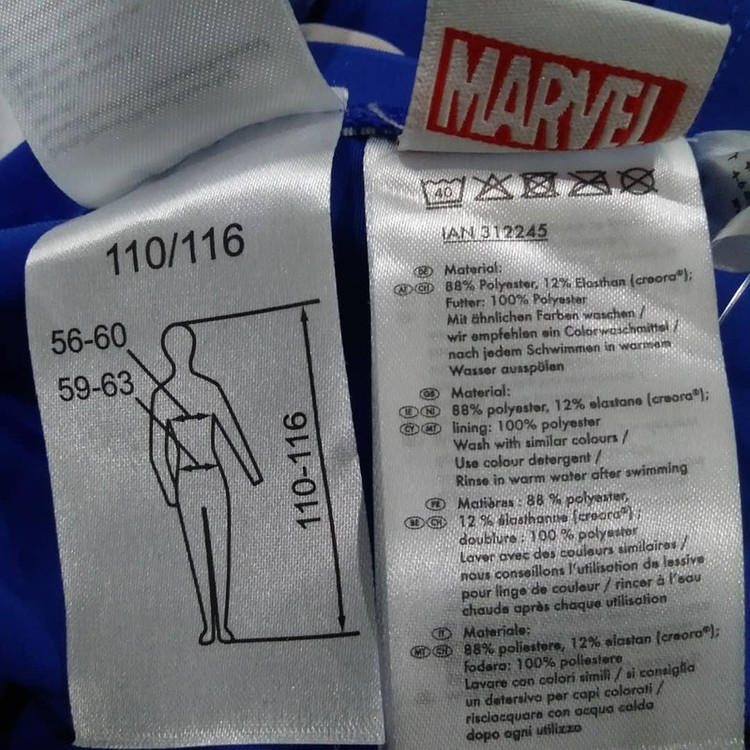 MARVEL
110/116
56-60
59-63
110-116
40
IAN 312245
DE Material:
AT CH 88% Polyester, 12% Elasthan (creora®);
Futter: 100% Polyester
Mit ähnlichen Farben waschen /
wir empfehlen ein Colorwaschmittel /
nach jedem Schwimmen in warmem
Wasser ausspülen
GB Material:
IE NI 88% polyester, 12% elastane (creora®);
CY MT lining: 100% polyester
Wash with similar colours /
Use colour detergent /
Rinse in warm water after swimming
FR Matières : 88 % polyester,
BE CH 12 % élasthanne (creora®) ;
doublure : 100 % polyester
Laver avec des couleurs similaires /
nous conseillons l'utilisation de lessive
pour linge de couleur / rincer à l'eau
chaude après chaque utilisation
IT Materiale:
MT CH 88% poliestere, 12% elastan (creora®);
Fodera: 100% poliestere
Lavare con colori simili / si consiglia
un detersivo per capi colorati /
risciacquare con acqua calda
dopo ogni utilizzo